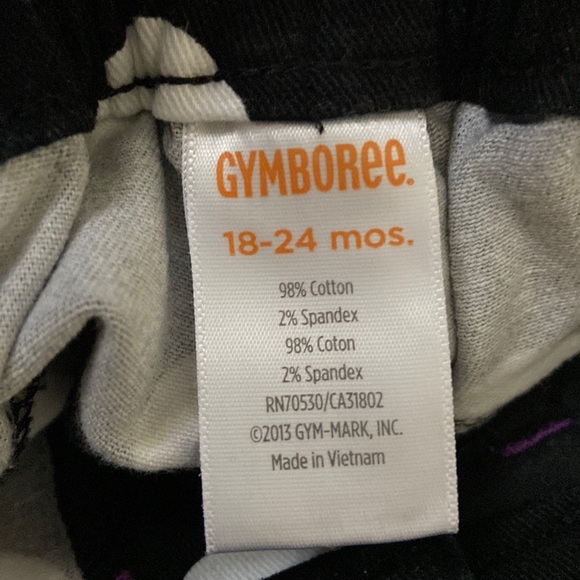 GYMBOREE.
18-24 mos.
98% Cotton
2% Spandex
98% Coton
2% Spandex
RN70530/CA31802
©2013 GYM-MARK, INC.
Made in Vietnam